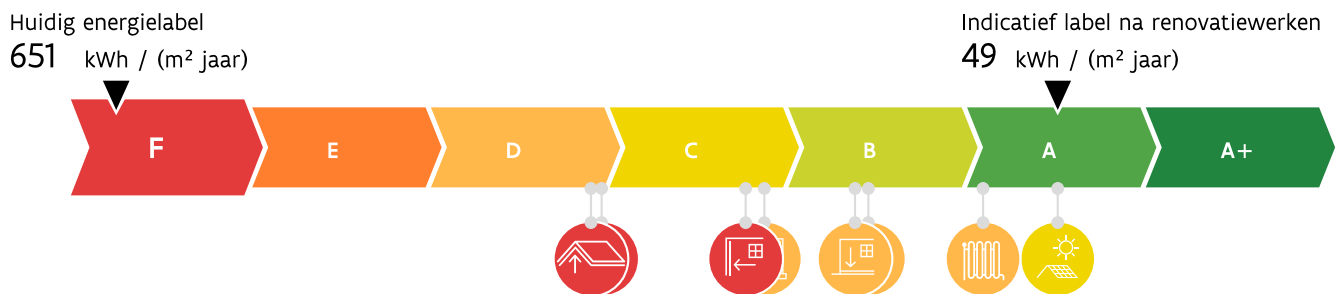 Huidig energielabel
651 kWh / (m² jaar)
Indicatief label na renovatiewerken
49 kWh / (m² jaar)
F E D C B A A+